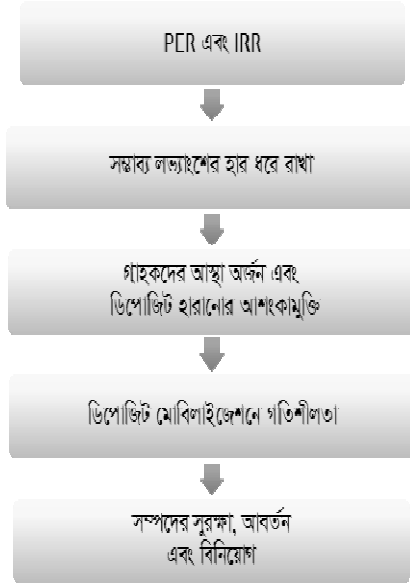 PER এবং IRR
সম্ভাব্য লভ্যাংশের হার ধরে রাখা
গ্রাহকদের আস্থা অর্জন এবং
ডিপোজিট হারানোর আশংকামুক্তি
ডিপোজিট মোবিলাইজেশনে গতিশীলতা
সম্পদের সুরক্ষা, আবর্তন
এবং বিনিয়োগ